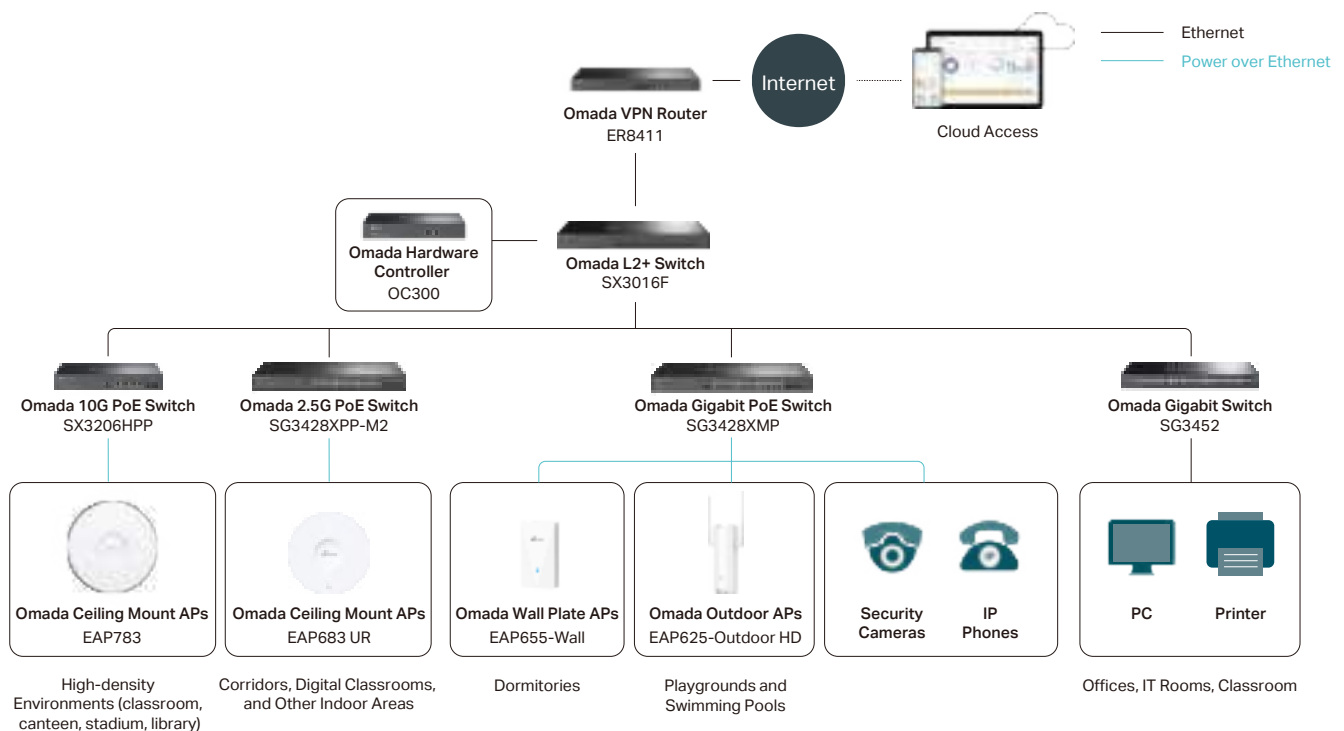 Ethernet
Power over Ethernet
Internet
Cloud Access
Omada VPN Router
ER8411
Omada Hardware
Controller
OC300
Omada L2+ Switch
SX3016F
Omada 10G PoE Switch
SX3206HPP
Omada 2.5G PoE Switch
SG3428XPP-M2
Omada Gigabit PoE Switch
SG3428XMP
Omada Gigabit Switch
SG3452
Omada Ceiling Mount APs
EAP783
Omada Ceiling Mount APs
EAP683 UR
Omada Wall Plate APs
EAP655-Wall
Omada Outdoor APs
EAP625-Outdoor HD
Security
Cameras
IP
Phones
PC
Printer
High-density
Environments (classroom,
canteen, stadium, library)
Corridors, Digital Classrooms,
and Other Indoor Areas
Dormitories
Playgrounds and
Swimming Pools
Offices, IT Rooms, Classroom